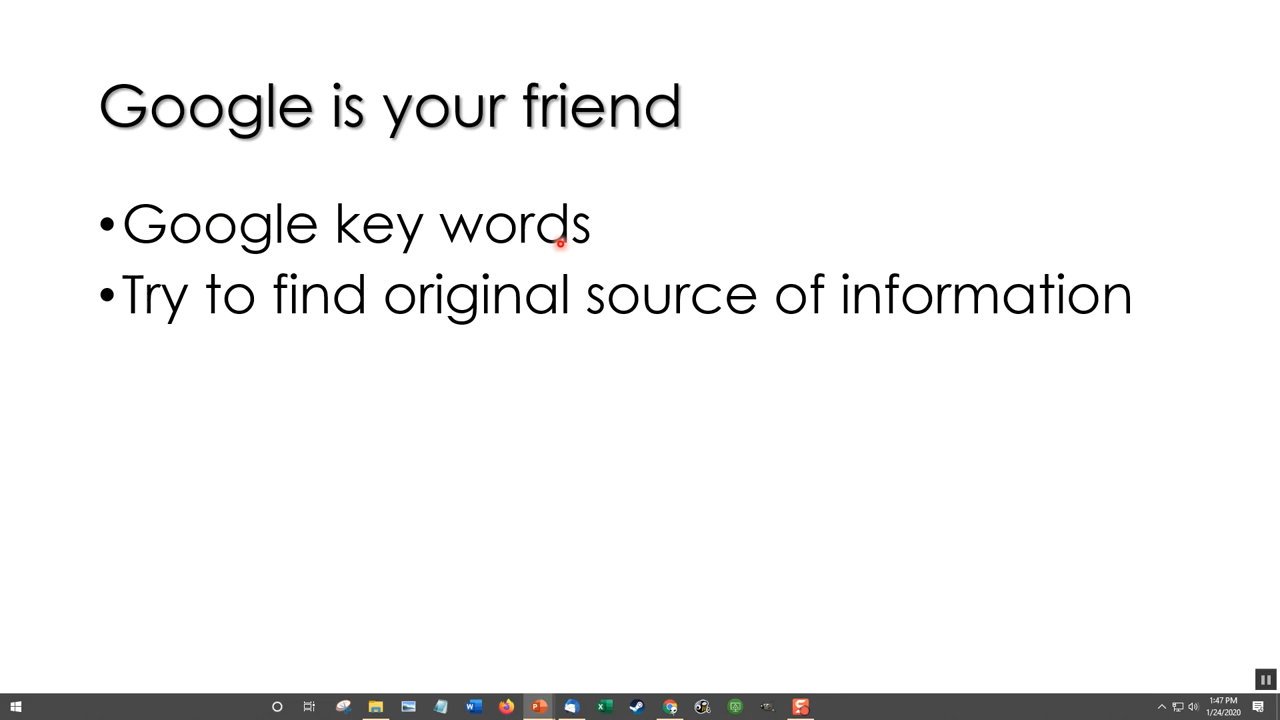 Google is your friend
•Google key words
•Try to find original source of information
1:47 PM
1/24/2020